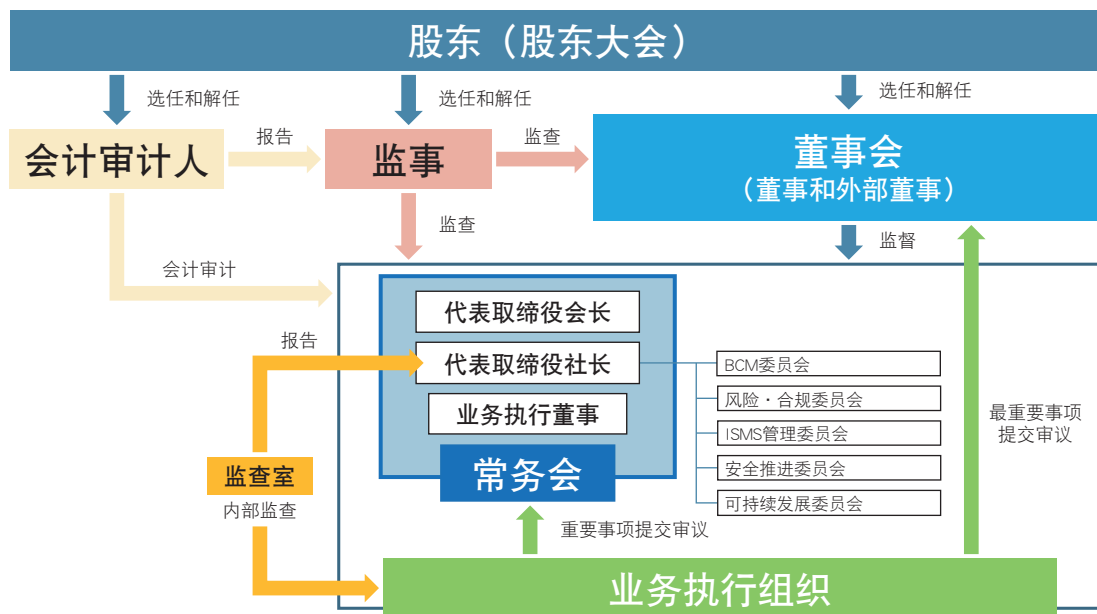 股东（股东大会）
选任和解任
选任和解任
选任和解任
会计审计人
报告
监事
监查
董事会
（董事和外部董事）
监查
监督
会计审计
代表取缔役会长
报告
代表取缔役社长
BCM委员会
风险·合规委员会
业务执行董事
ISMS管理委员会
最重要事项
提交审议
常务会
安全推进委员会
监查室
可持续发展委员会
内部监查
重要事项提交审议
业务执行组织